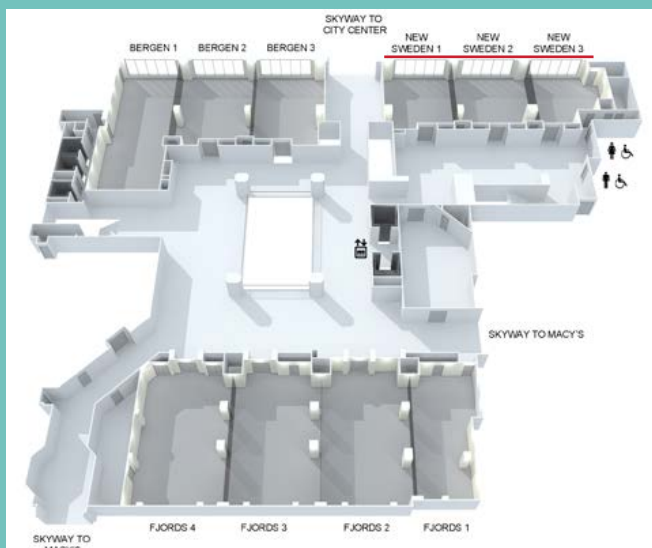 SKYWAY TO
CITY CENTER
BERGEN 1
BERGEN 2
BERGEN 3
NEW
SWEDEN 1
NEW
SWEDEN 2
NEW
SWEDEN 3
SKYWAY TO MACY'S
FJORDS 4
FJORDS 3
FJORDS 2
FJORDS 1
SKYWAY TO
MACY'S